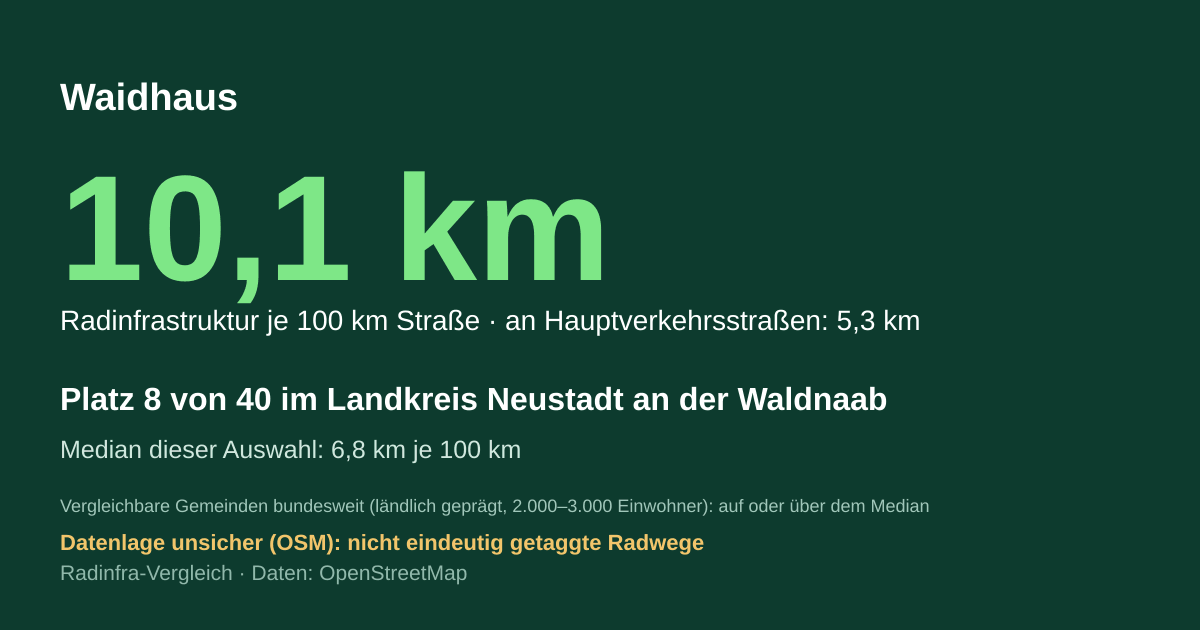 Waidhaus
10,1 km
Radinfrastruktur je 100 km Straße · an Hauptverkehrsstraßen: 5,3 km
Platz 8 von 40 im Landkreis Neustadt an der Waldnaab
Median dieser Auswahl: 6,8 km je 100 km
Vergleichbare Gemeinden bundesweit (ländlich geprägt, 2.000–3.000 Einwohner): auf oder über dem Median
Datenlage unsicher (OSM): nicht eindeutig getaggte Radwege
Radinfra-Vergleich · Daten: OpenStreetMap